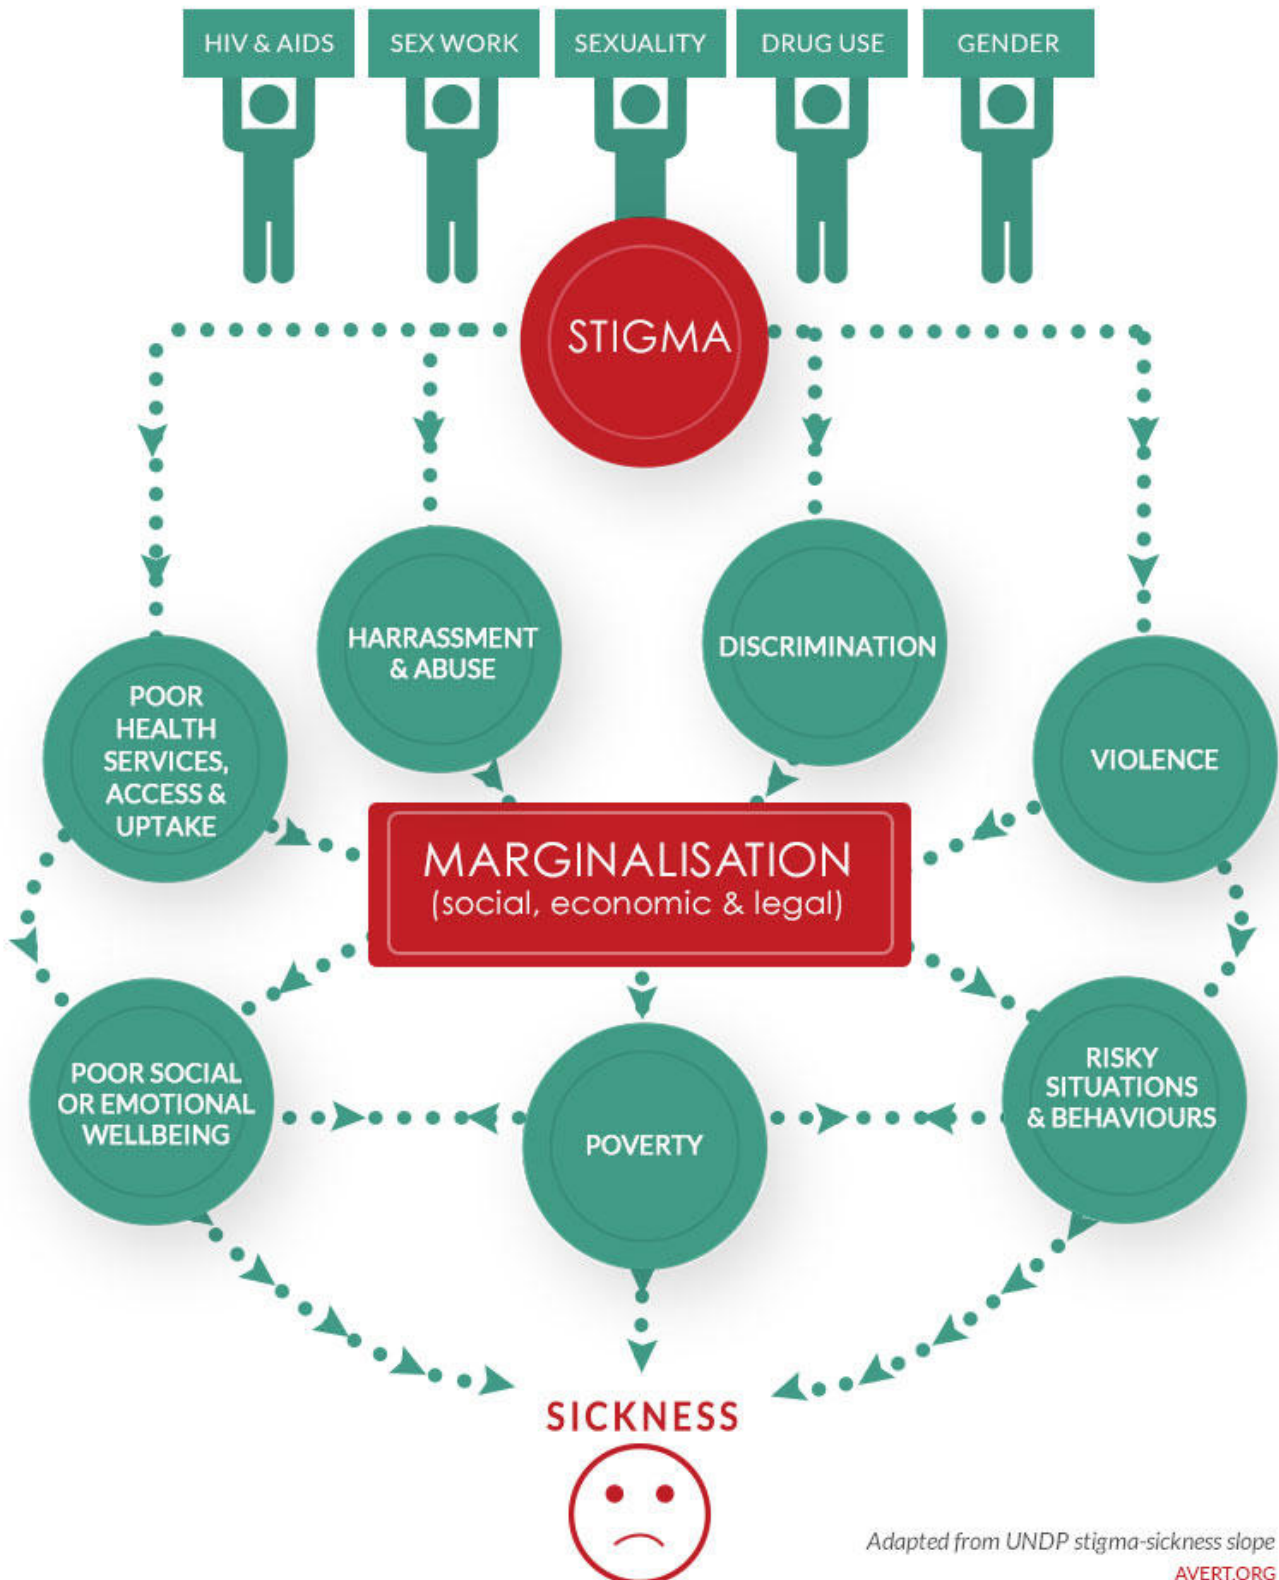 HIV & AIDS
SEX WORK
SEXUALITY
DRUG USE
GENDER
STIGMA
HARRASSMENT
& ABUSE
DISCRIMINATION
POOR
HEALTH
SERVICES,
ACCESS &
UPTAKE
VIOLENCE
MARGINALISATION
(social, economic & legal)
POOR SOCIAL
OR EMOTIONAL
WELLBEING
POVERTY
RISKY
SITUATIONS
& BEHAVIOURS
SICKNESS
Adapted from UNDP stigma-sickness slope
AVERT.ORG